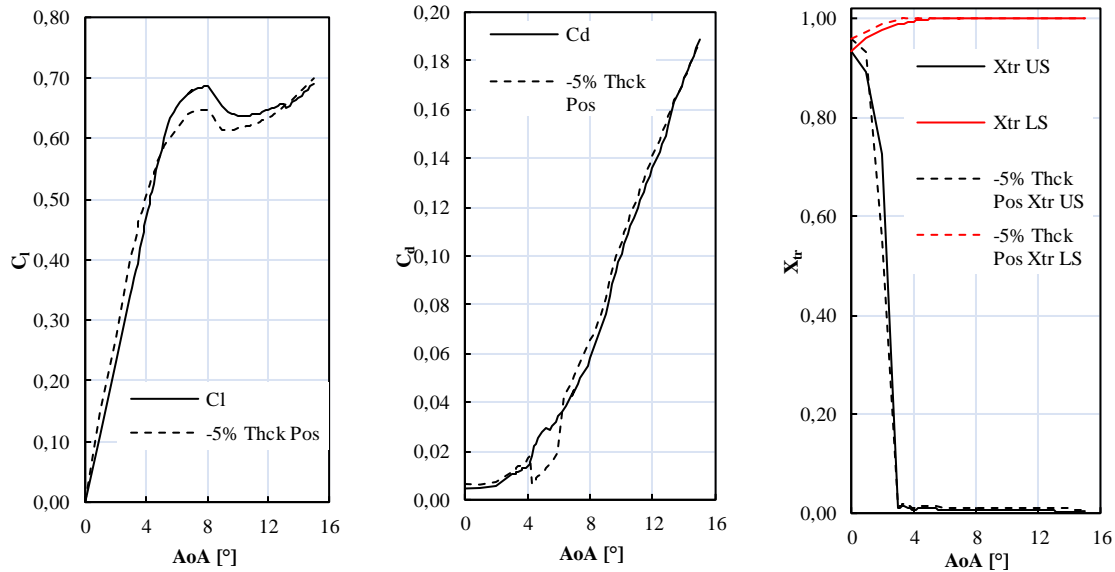 0,80
0,70
0,60
0,50
0,40
0,30
0,20
0,10
0,00
C_l
Cl
-5% Thck Pos
0
4
8
12
16
AoA [°]
0,20
0,18
0,16
0,14
0,12
0,10
0,08
0,06
0,04
0,02
0,00
C_d
Cd
-5% Thck
Pos
0
4
8
12
16
AoA [°]
1,00
0,80
0,60
0,40
0,20
0,00
X_tr
Xtr US
Xtr LS
-5% Thck
Pos Xtr US
-5% Thck
Pos Xtr LS
0
4
8
12
16
AoA [°]